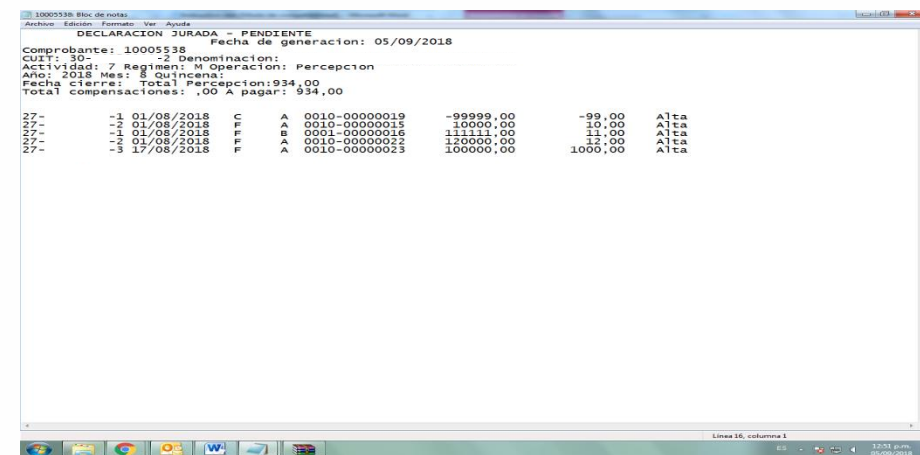 10005538: Bloc de notas
Archivo Edición Formato Ver Ayuda
DECLARACION JURADA - PENDIENTE
Fecha de generacion: 05/09/2018
Comprobante: 10005538
CUIT: 30- -2 Denominacion:
Actividad: 7 Regimen: M Operacion: Percepcion
Año: 2018 Mes: 8 Quincena:
Fecha cierre: Total Percepcion:934,00
Total compensaciones: ,00 A pagar: 934,00
27- -1 01/08/2018 C A 0010-00000019 -99999,00 -99,00 Alta
27- -2 01/08/2018 F A 0010-00000015 10000,00 10,00 Alta
27- -1 01/08/2018 F B 0001-00000016 111111,00 11,00 Alta
27- -2 01/08/2018 F A 0010-00000022 120000,00 12,00 Alta
27- -3 17/08/2018 F A 0010-00000023 100000,00 1000,00 Alta
Línea 16, columna 1
ES 12:51 p.m.
05/09/2018